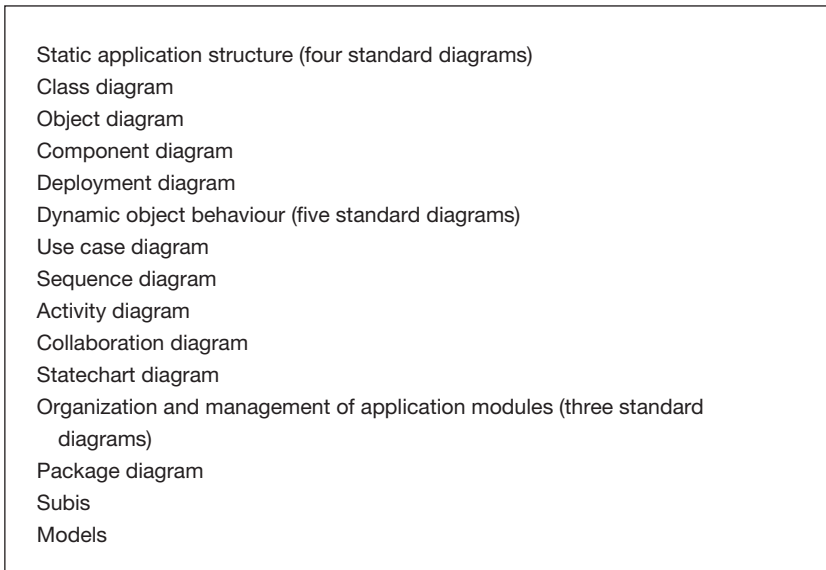 Static application structure (four standard diagrams)
Class diagram
Object diagram
Component diagram
Deployment diagram
Dynamic object behaviour (five standard diagrams)
Use case diagram
Sequence diagram
Activity diagram
Collaboration diagram
Statechart diagram
Organization and management of application modules (three standard
diagrams)
Package diagram
Subis
Models